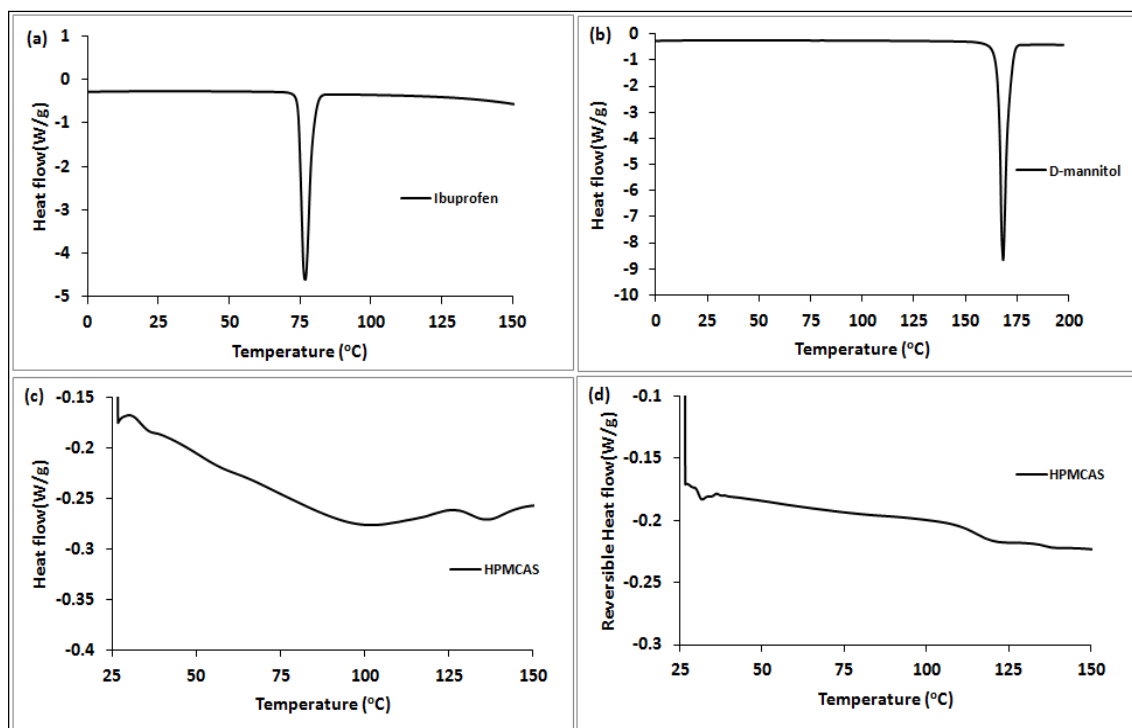 (a)
1
0
-1
-2
-3
-4
-5
Heat flow(W/g)
Ibuprofen
0 25 50 75 100 125 150
Temperature (°C)
(b)
0
-1
-2
-3
-4
-5
-6
-7
-8
-9
-10
Heat flow(W/g)
D-mannitol
0 25 50 75 100 125 150 175 200
Temperature (°C)
(c)
-0.15
-0.2
-0.25
-0.3
-0.35
-0.4
Heat flow(W/g)
HPMCAS
25 50 75 100 125 150
Temperature (°C)
(d)
-0.1
-0.15
-0.2
-0.25
-0.3
Reversible Heat flow(W/g)
HPMCAS
25 50 75 100 125 150
Temperature (°C)